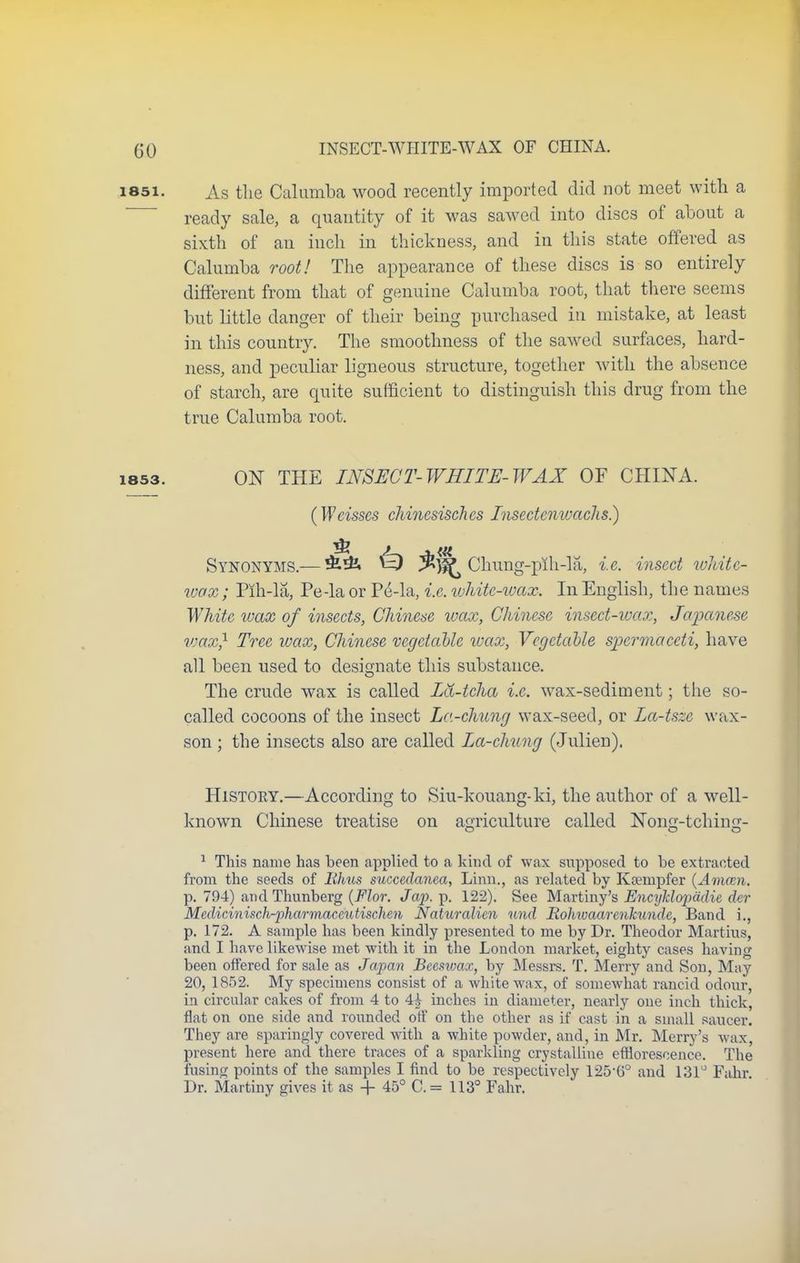 60 INSECT-WHITE-WAX OF CHINA.
1851. As the Calumba wood recently imported did not meet with a
ready sale, a quantity of it was sawed into discs of about a
sixth of an inch in thickness, and in this state offered as
Calumba root! The appearance of these discs is so entirely
different from that of genuine Calumba root, that there seems
but little danger of their being purchased in mistake, at least
in this country. The smoothness of the sawed surfaces, hard-
ness, and peculiar ligneous structure, together with the absence
of starch, are quite sufficient to distinguish this drug from the
true Calumba root.
1853. ON THE INSECT-WHITE-WAX OF CHINA.
(Weisses chinesisches Insectenwachs.)
SYNONYMS.—蟲白蠟 Chung-pĭh-lă, i.e. insect white-
wax; Pĭh-lă, Pe-la or Pé-la, i.e. white-wax. In English, the names
White wax of insects, Chinese wax, Chinese insect-wax, Japanese
wax,¹ Tree wax, Chinese vegetable wax, Vegetable spermaceti, have
all been used to designate this substance.
The crude wax is called Lă-tcha i.e. wax-sediment; the so-
called cocoons of the insect La-chung wax-seed, or La-tsze wax-
son; the insects also are called La-chung (Julien).
HISTORY.—According to Siu-kouang-ki, the author of a well-
known Chinese treatise on agriculture called Nong-tching-
¹ This name has been applied to a kind of wax supposed to be extracted
from the seeds of Rhus succedanea, Linn., as related by Kæmpfer (Amœn.
p. 794) and Thunberg (Flor. Jap. p. 122). See Martiny's Encyklopädie der
Medicinisch-pharmaceutischen Naturalien und Rohwaarenkunde, Band i.,
p. 172. A sample has been kindly presented to me by Dr. Theodor Martius,
and I have likewise met with it in the London market, eighty cases having
been offered for sale as Japan Beeswax, by Messrs. T. Merry and Son, May
20, 1852. My specimens consist of a white wax, of somewhat rancid odour,
in circular cakes of from 4 to 4½ inches in diameter, nearly one inch thick,
flat on one side and rounded off on the other as if cast in a small saucer.
They are sparingly covered with a white powder, and, in Mr. Merry's wax,
present here and there traces of a sparkling crystalline efflorescence. The
fusing points of the samples I find to be respectively 125·6° and 131° Fahr.
Dr. Martiny gives it as + 45° C. = 113° Fahr.